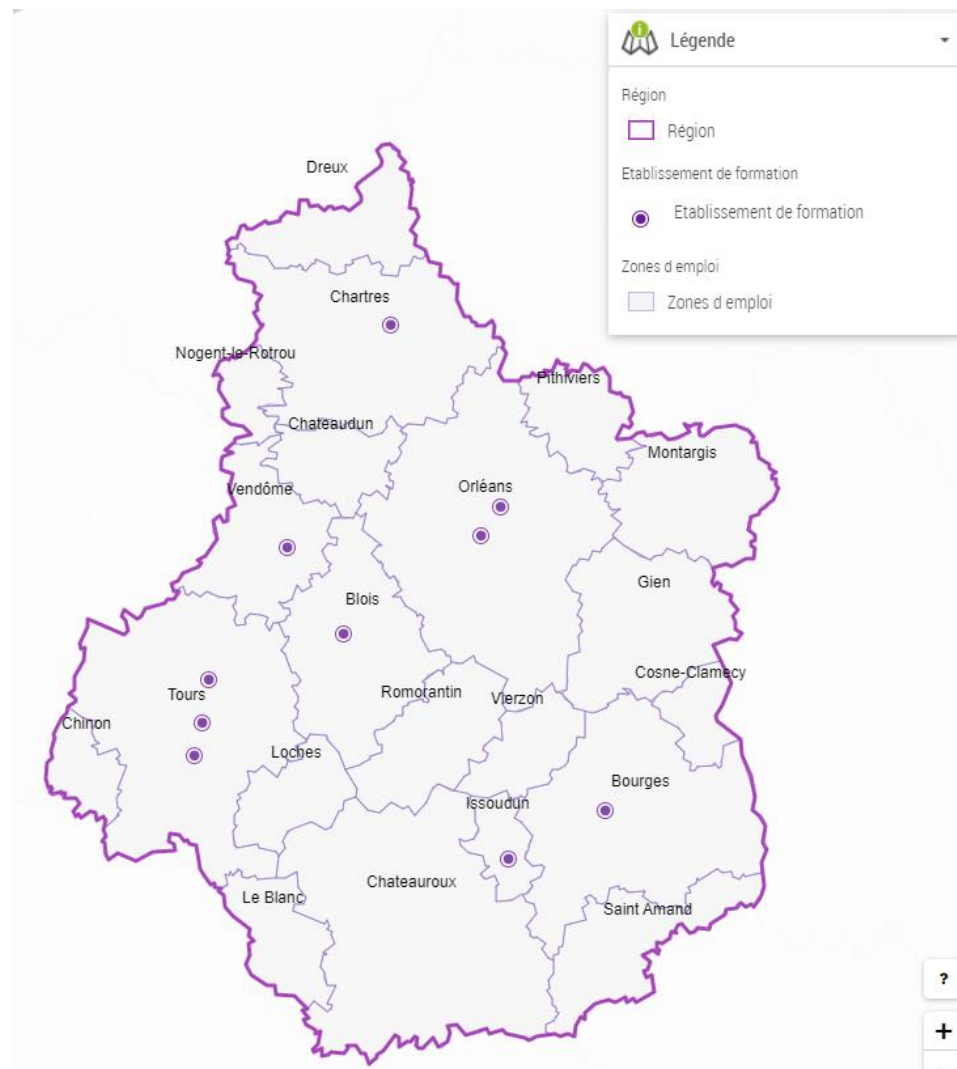 Légende
Région
Région
Etablissement de formation
Etablissement de formation
Zones d emploi
Zones d emploi
Dreux
Chartres
Nogent-le-Rotrou
Pithiviers
Chateaudun
Montargis
Vendôme
Orléans
Gien
Blois
Cosne-Clamecy
Romorantin
Vierzon
Tours
Chinon
Loches
Bourges
Issoudun
Chateauroux
Le Blanc
Saint Amand
?
+